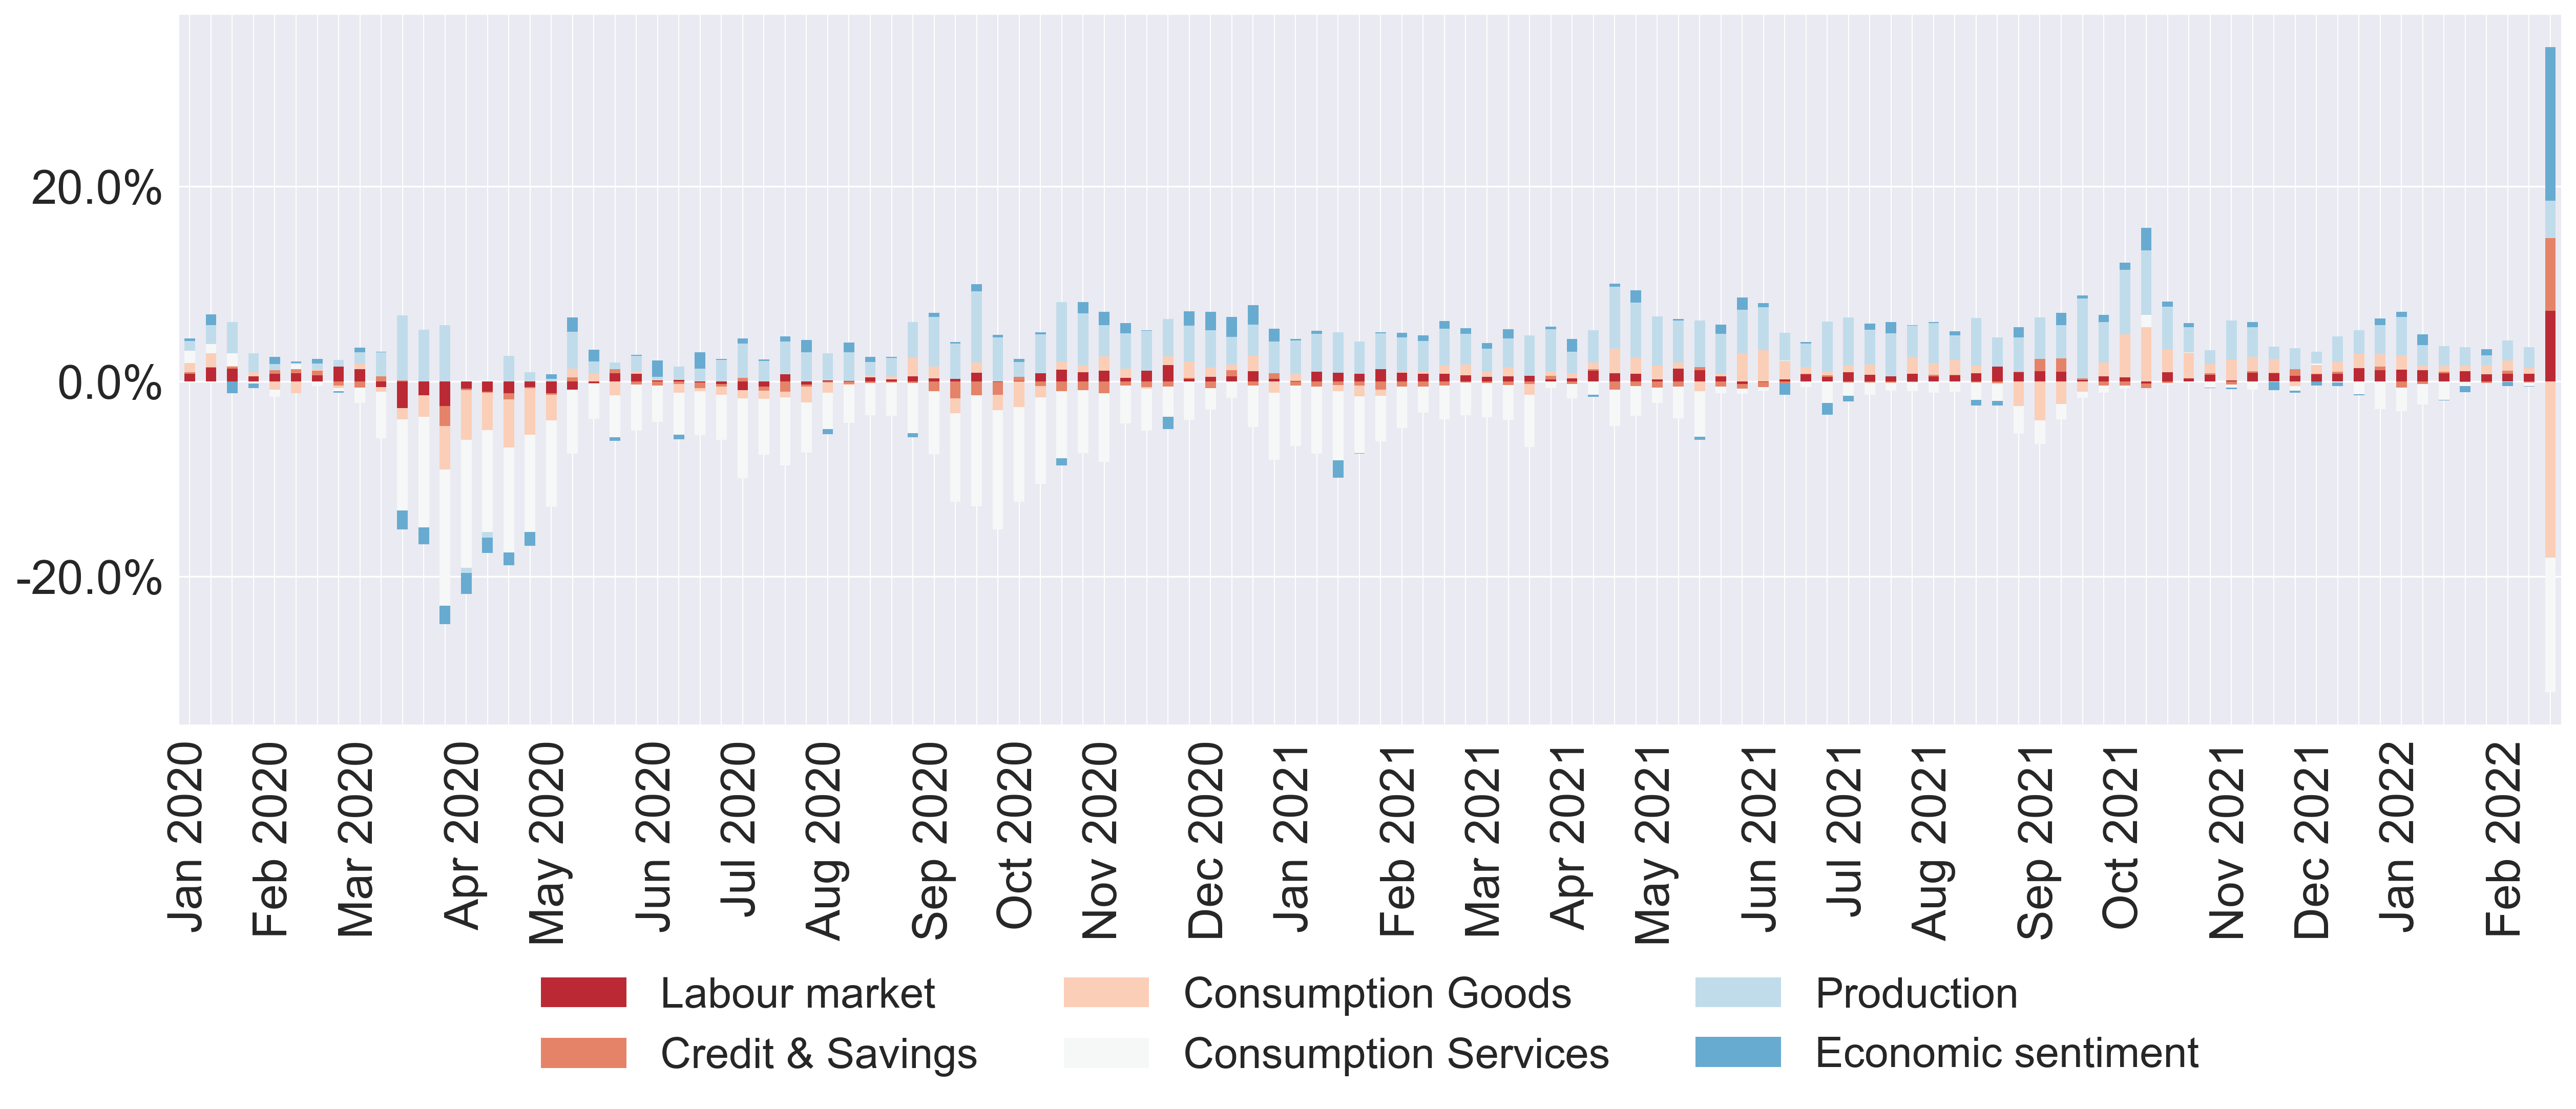 20.0%
0.0%
-20.0%
Jan 2020
Feb 2020
Mar 2020
Apr 2020
May 2020
Jun 2020
Jul 2020
Aug 2020
Sep 2020
Oct 2020
Nov 2020
Dec 2020
Jan 2021
Feb 2021
Mar 2021
Apr 2021
May 2021
Jun 2021
Jul 2021
Aug 2021
Sep 2021
Oct 2021
Nov 2021
Dec 2021
Jan 2022
Feb 2022
Labour market
Consumption Goods
Production
Credit & Savings
Consumption Services
Economic sentiment